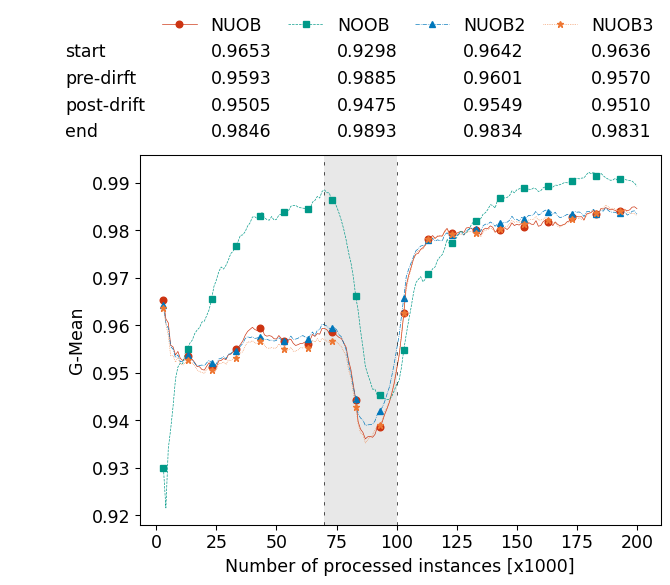 NUOB NOOB NUOB2 NUOB3
start 0.9653 0.9298 0.9642 0.9636
pre-dirft 0.9593 0.9885 0.9601 0.9570
post-drift 0.9505 0.9475 0.9549 0.9510
end 0.9846 0.9893 0.9834 0.9831
0.99
0.98
0.97
0.96
0.95
0.94
0.93
0.92
G-Mean
0 25 50 75 100 125 150 175 200
Number of processed instances [x1000]